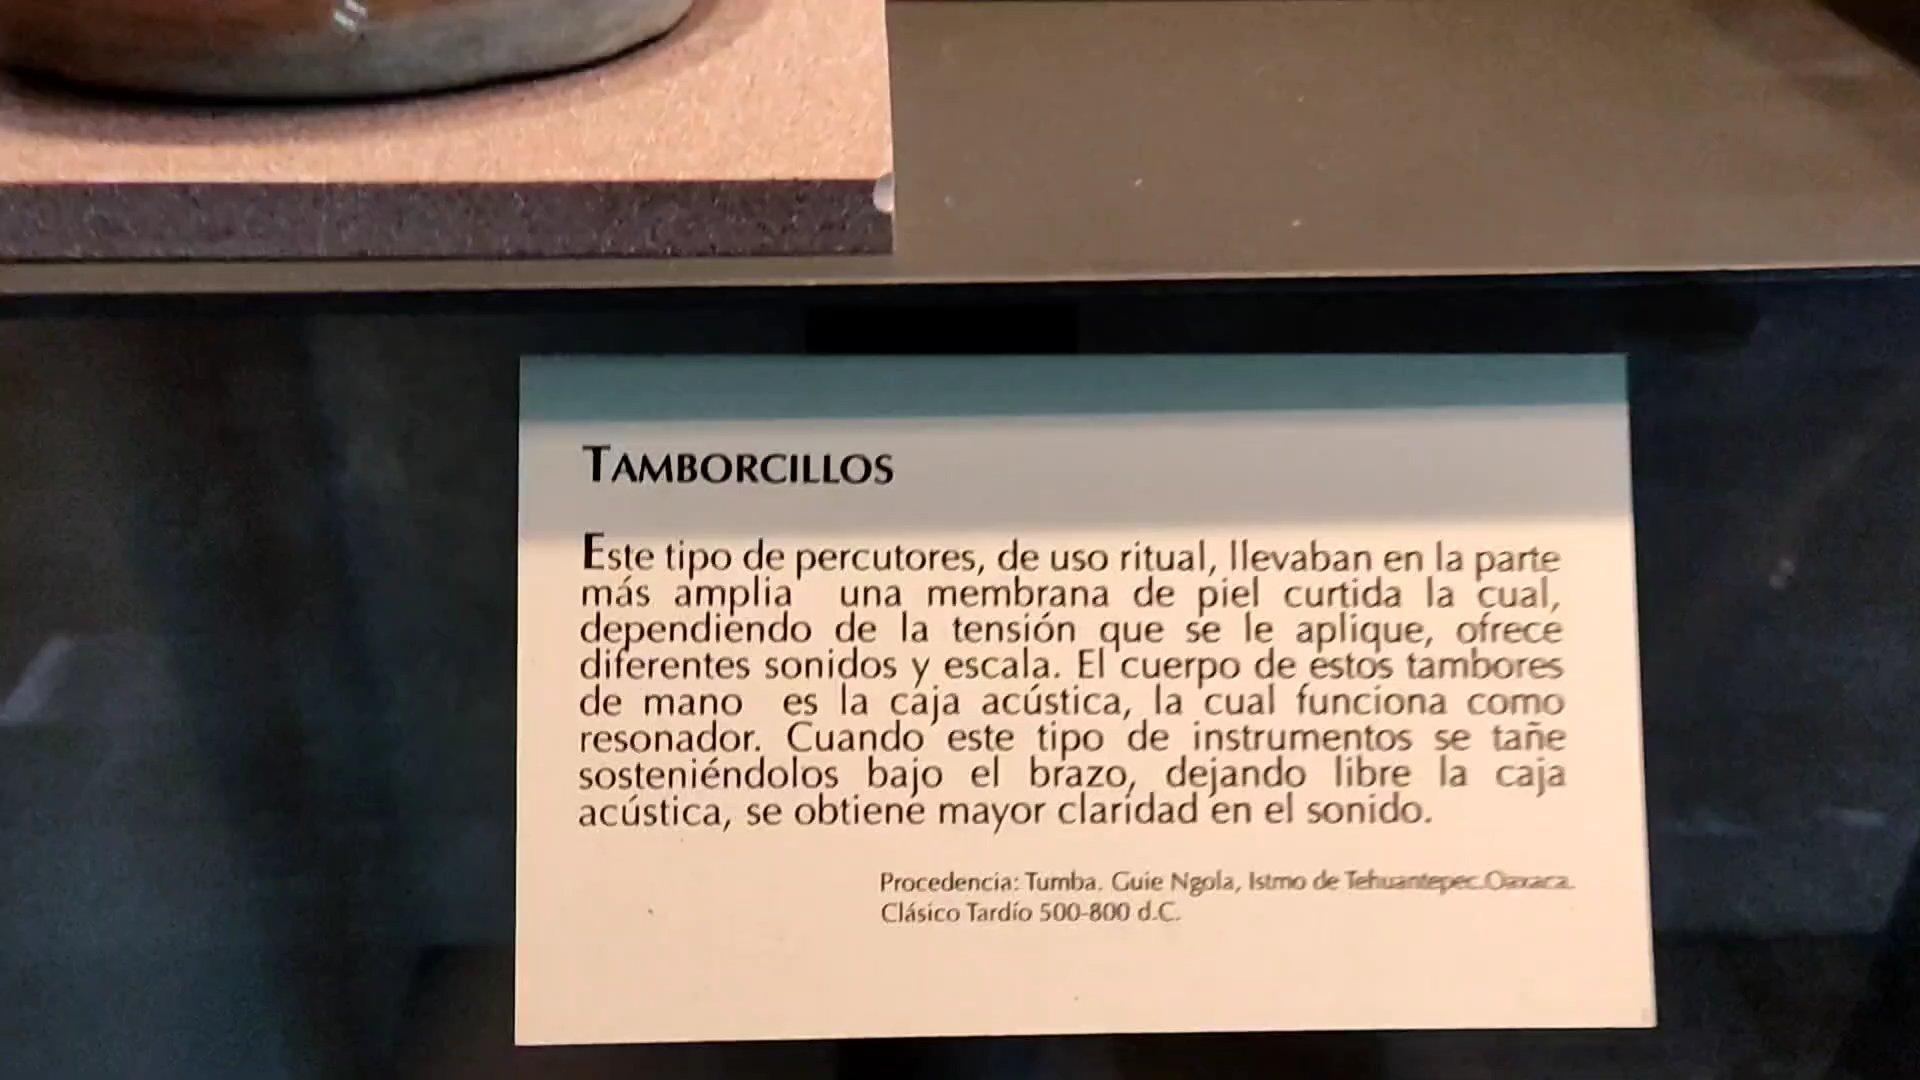 TAMBORCILLOS
Este tipo de percutores, de uso ritual, llevaban en la parte
más amplia una membrana de piel curtida la cual,
dependiendo de la tensión que se le aplique, ofrece
diferentes sonidos y escala. El cuerpo de estos tambores
de mano es la caja acústica, la cual funciona como
resonador. Cuando este tipo de instrumentos se tañe
sosteniéndolos bajo el brazo, dejando libre la caja
acústica, se obtiene mayor claridad en el sonido.
Procedencia: Tumba. Guie Ngola, Istmo de Tehuantepec.Oaxaca.
Clásico Tardío 500-800 d.C.